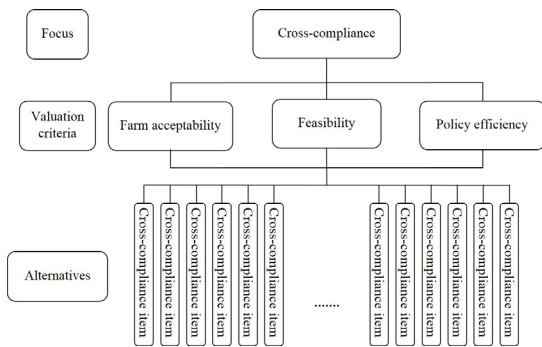 Focus
Cross-compliance
Valuation
criteria
Farm acceptability
Feasibility
Policy efficiency
Alternatives
Cross-compliance item
Cross-compliance item
Cross-compliance item
Cross-compliance item
Cross-compliance item
Cross-compliance item
.......
Cross-compliance item
Cross-compliance item
Cross-compliance item
Cross-compliance item
Cross-compliance item
Cross-compliance item